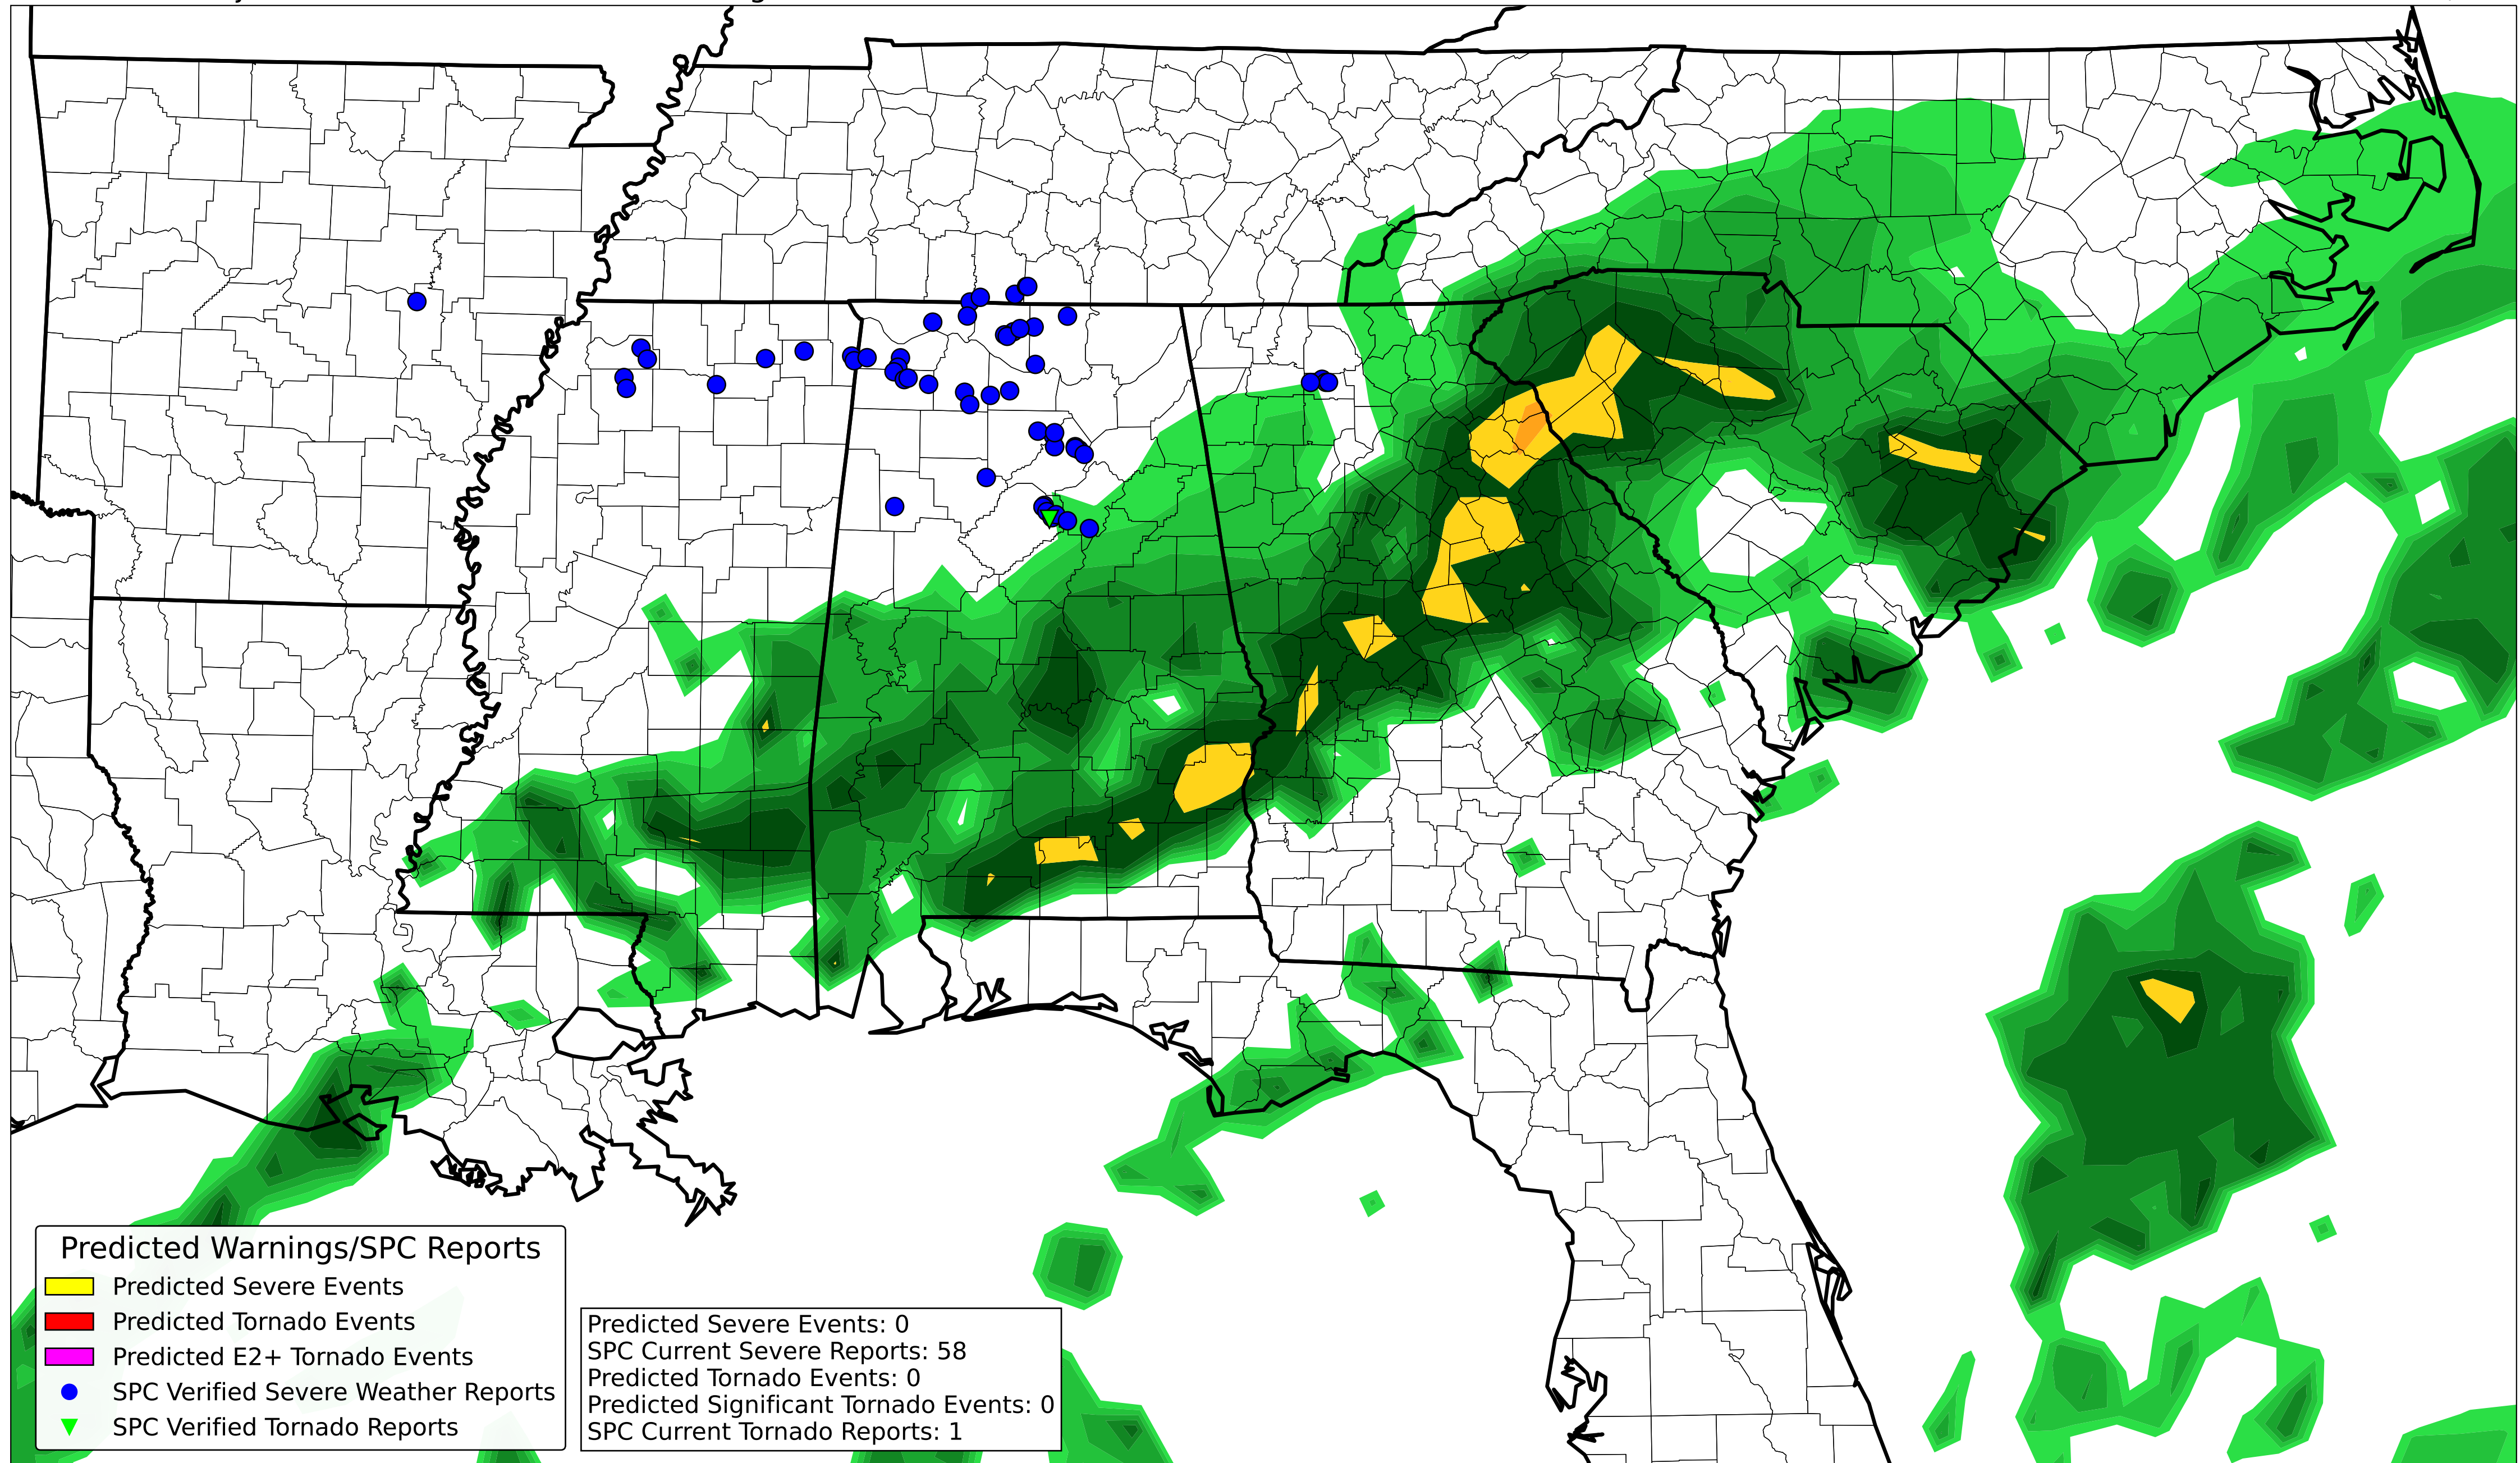 Predicted Warnings/SPC Reports
Predicted Severe Events
Predicted Tornado Events
Predicted E2+ Tornado Events
SPC Verified Severe Weather Reports
SPC Verified Tornado Reports
Predicted Severe Events: 0
SPC Current Severe Reports: 58
Predicted Tornado Events: 0
Predicted Significant Tornado Events: 0
SPC Current Tornado Reports: 1